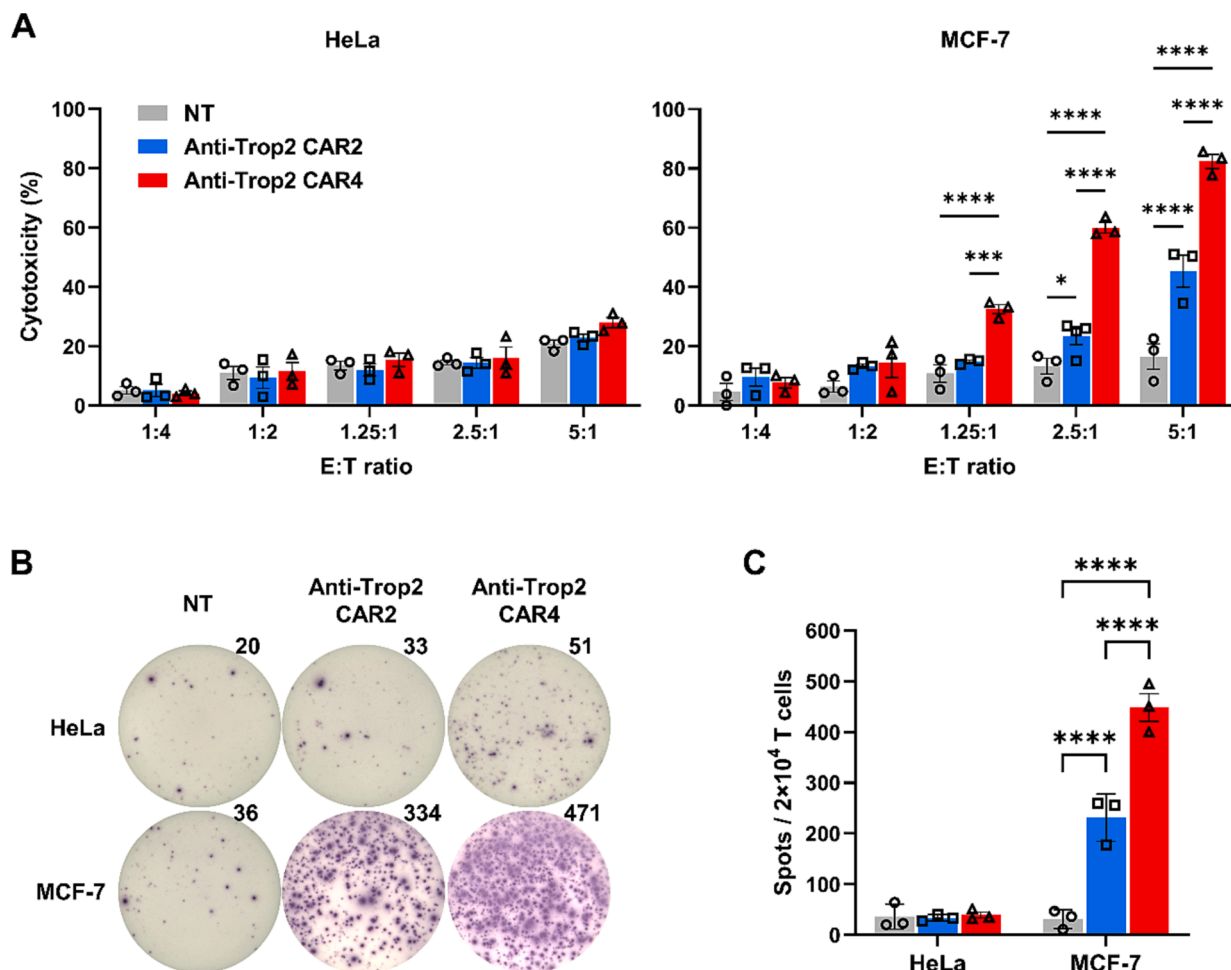 A
HeLa
MCF-7
NT
Anti-Trop2 CAR2
Anti-Trop2 CAR4
Cytotoxicity (%)
100
80
60
40
20
0
1:4
1:2
1.25:1
2.5:1
5:1
E:T ratio
100
80
60
40
20
0
****
***
****
****
*
****
****
****
1:4
1:2
1.25:1
2.5:1
5:1
E:T ratio
B
NT
Anti-Trop2
CAR2
Anti-Trop2
CAR4
HeLa
20
33
51
MCF-7
36
334
471
C
Spots / 2×10⁴ T cells
600
500
400
300
200
100
0
****
****
****
HeLa
MCF-7